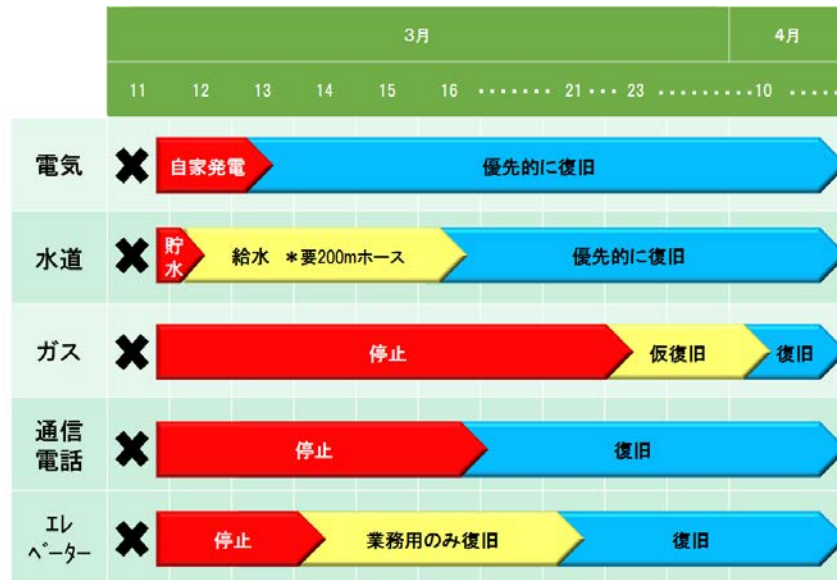 3月 4月
11 12 13 14 15 16 ・・・・・・・ 21 ・・・ 23 ・・・・・・・・・10 ・・・・・
電気 ✖ 自家発電 優先的に復旧
水道 ✖ 貯水 給水 *要200mホース 優先的に復旧
ガス ✖ 停止 仮復旧 復旧
通信
電話 ✖ 停止 復旧
エレ
ベーター ✖ 停止 業務用のみ復旧 復旧